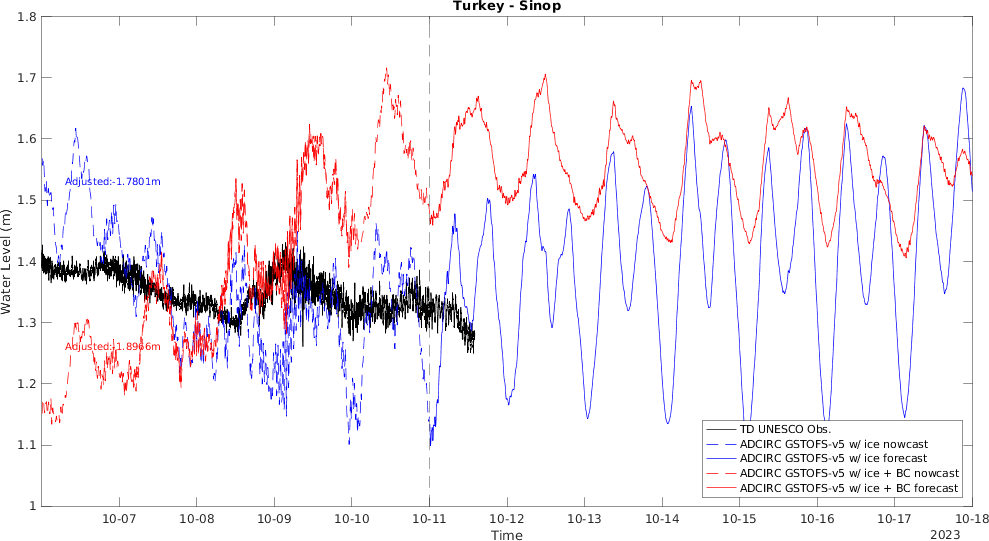 Turkey - Sinop
1.8
1.7
1.6
1.5
1.4
1.3
1.2
1.1
1
Water Level (m)
Adjusted:-1.7801m
Adjusted:-1.8966m
TD UNESCO Obs.
ADCIRC GSTOFS-v5 w/ ice nowcast
ADCIRC GSTOFS-v5 w/ ice forecast
ADCIRC GSTOFS-v5 w/ ice + BC nowcast
ADCIRC GSTOFS-v5 w/ ice + BC forecast
10-07 10-08 10-09 10-10 10-11 10-12 10-13 10-14 10-15 10-16 10-17 10-18
Time
2023